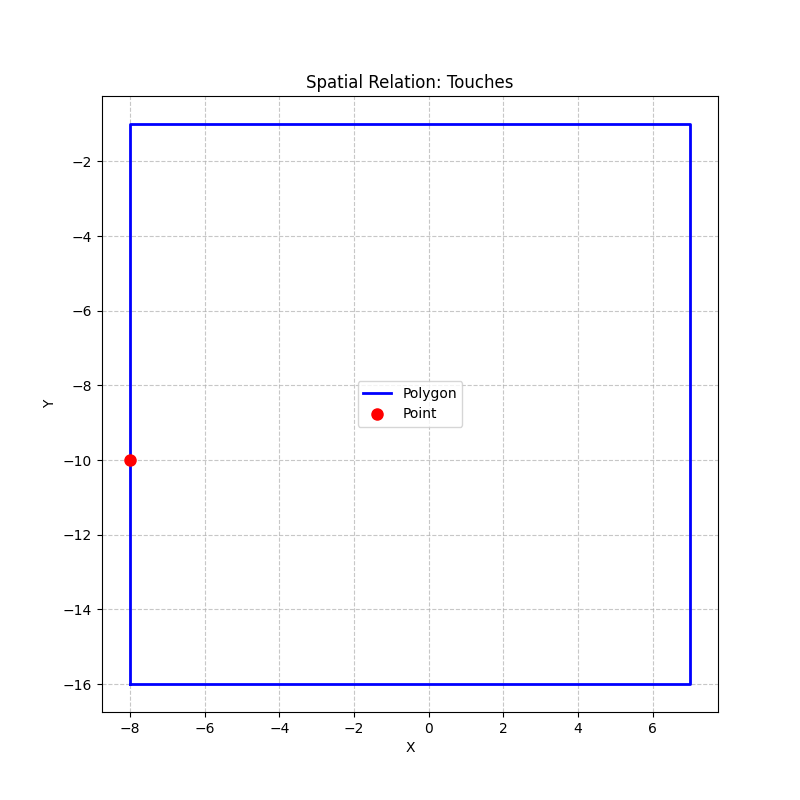 Spatial Relation: Touches
Y
−2
−4
−6
−8
−10
−12
−14
−16
Polygon
Point
−8 −6 −4 −2 0 2 4 6
X